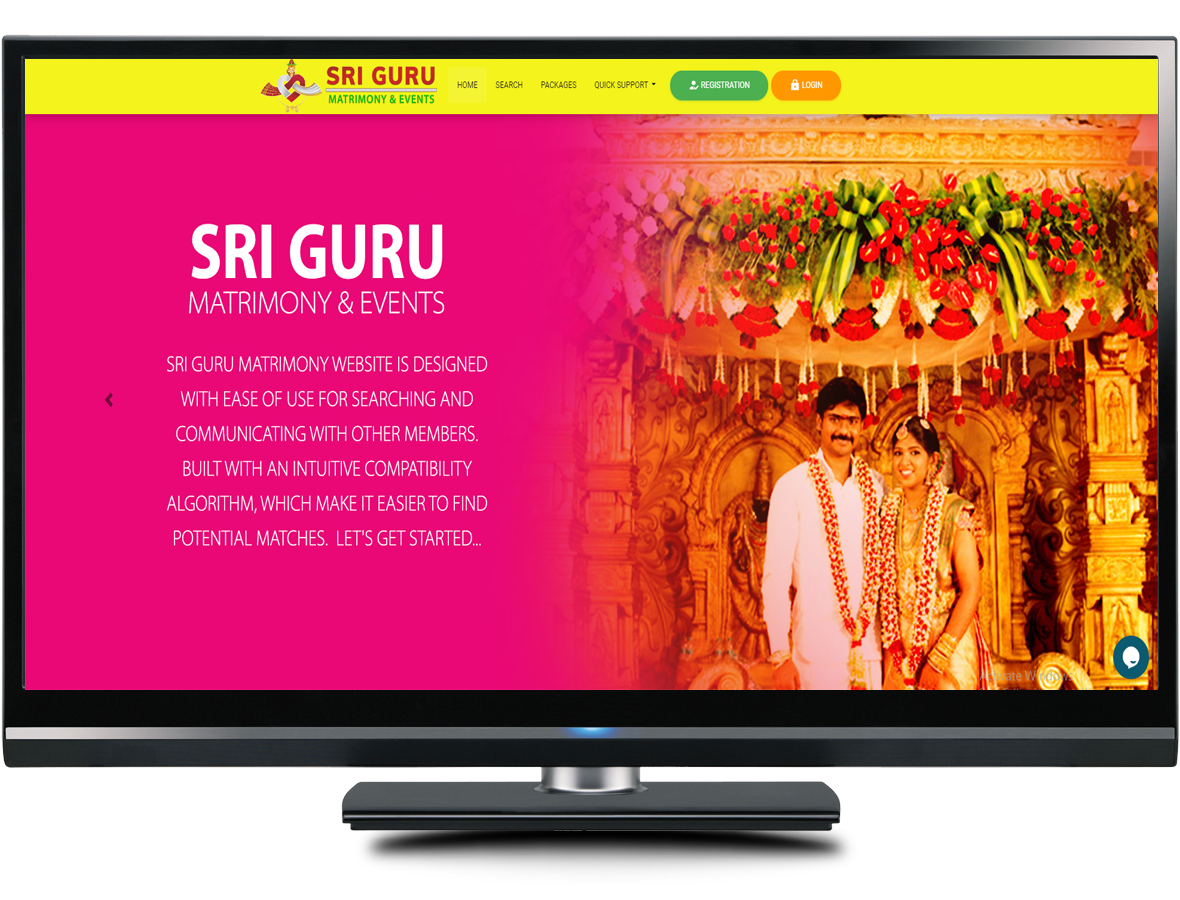 SRI GURU
MATRIMONY & EVENTS
HOME SEARCH PACKAGES QUICK SUPPORT REGISTRATION LOGIN
SRI GURU
MATRIMONY & EVENTS
SRI GURU MATRIMONY WEBSITE IS DESIGNED
WITH EASE OF USE FOR SEARCHING AND
COMMUNICATING WITH OTHER MEMBERS.
BUILT WITH AN INTUITIVE COMPATIBILITY
ALGORITHM, WHICH MAKE IT EASIER TO FIND
POTENTIAL MATCHES. LET'S GET STARTED...
Activate Windows